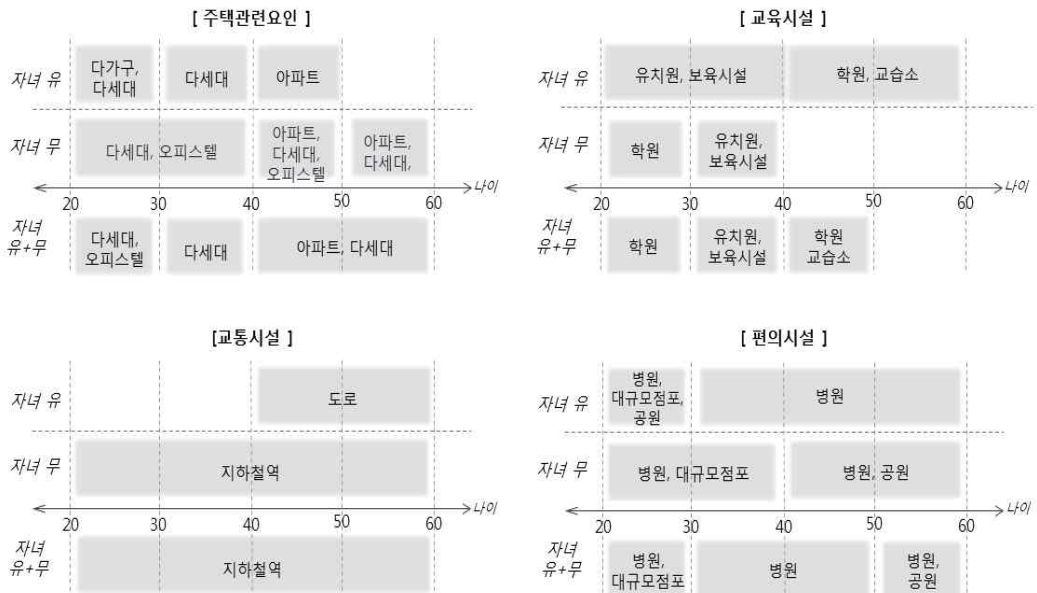 [ 주택관련요인 ]
자녀 유
다가구,
다세대
다세대
아파트
자녀 무
다세대, 오피스텔
아파트,
다세대,
오피스텔
아파트,
다세대,
나이
20 30 40 50 60
자녀
유+무
다세대,
오피스텔
다세대
아파트, 다세대
[ 교육시설 ]
자녀 유
유치원, 보육시설
학원, 교습소
자녀 무
학원
유치원,
보육시설
나이
20 30 40 50 60
자녀
유+무
학원
유치원,
보육시설
학원
교습소
[교통시설 ]
자녀 유
도로
자녀 무
지하철역
나이
20 30 40 50 60
자녀
유+무
지하철역
[ 편의시설 ]
자녀 유
병원,
대규모점포,
공원
병원
자녀 무
병원, 대규모점포
병원, 공원
나이
20 30 40 50 60
자녀
유+무
병원,
대규모점포
병원
병원,
공원